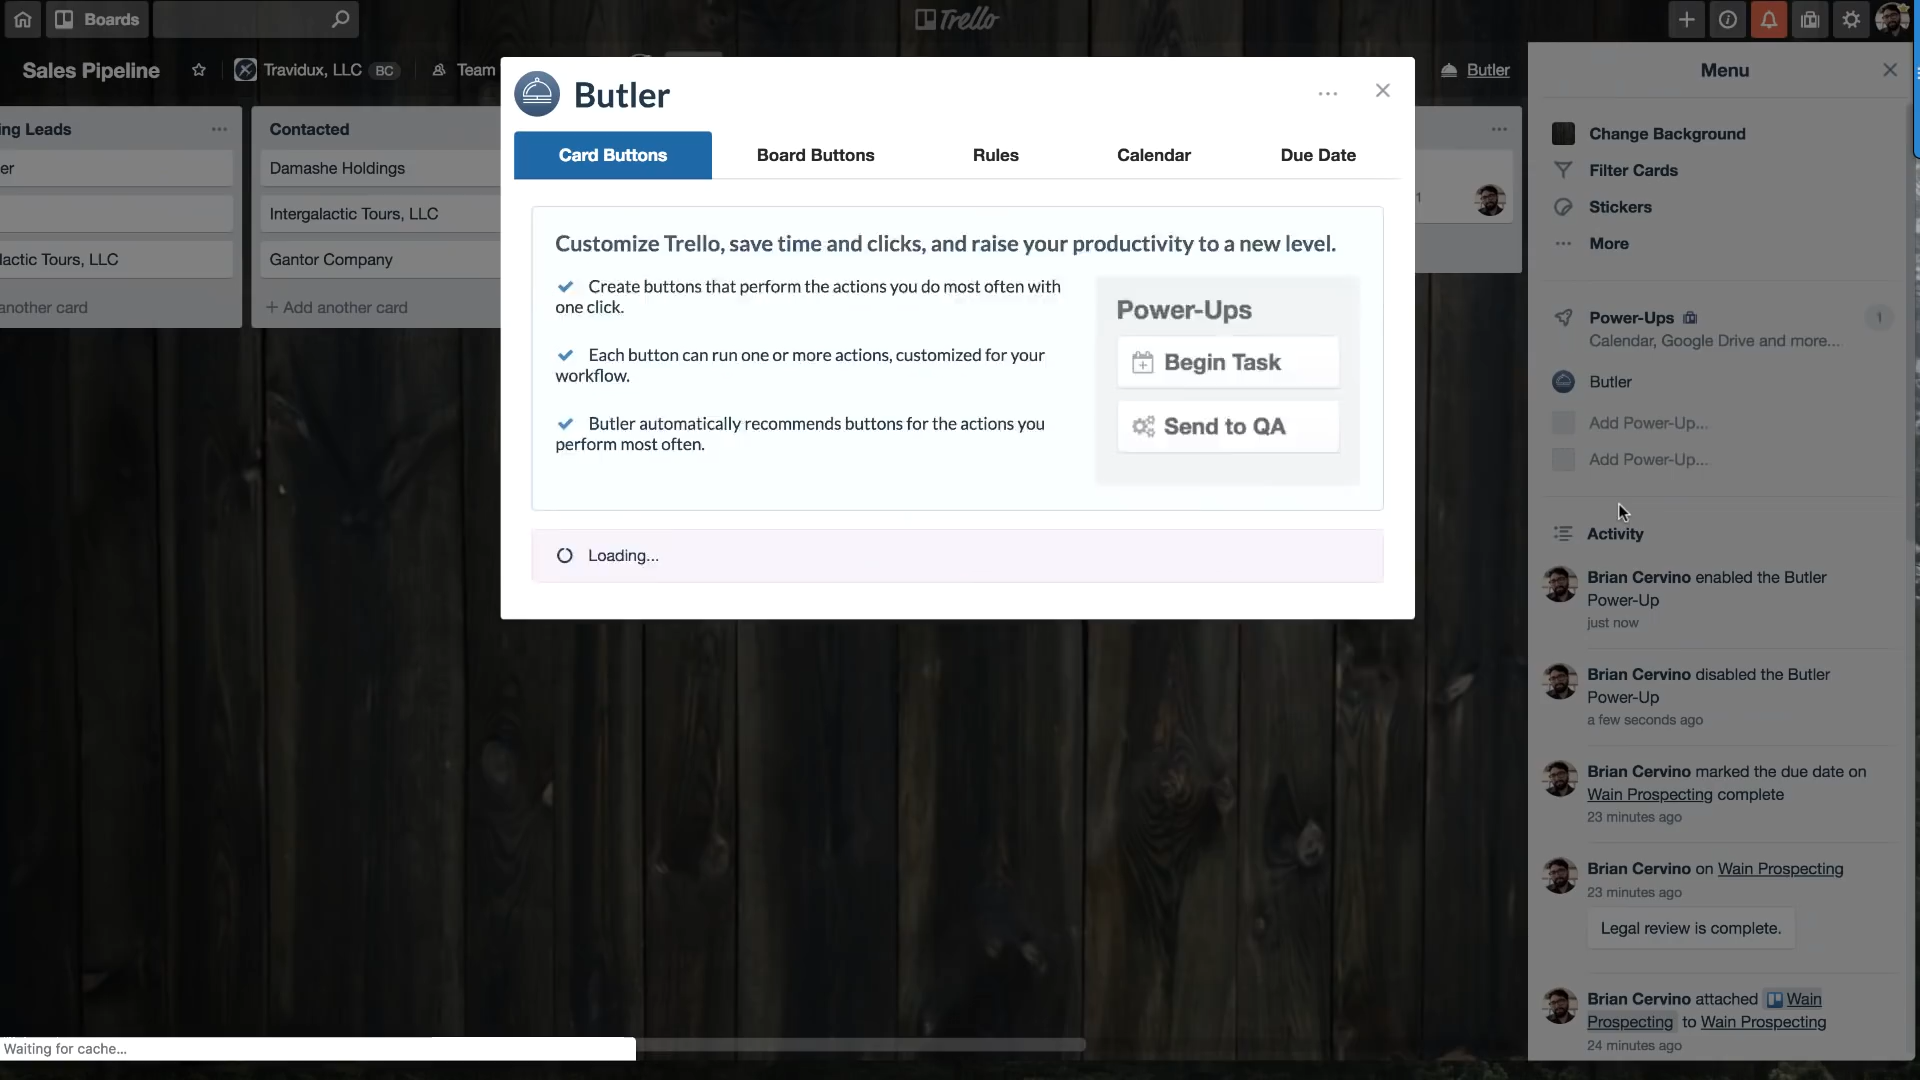 Boards
Trello
Sales Pipeline
Travidux, LLC BC
Team
Butler
ing Leads
er
lactic Tours, LLC
another card
Contacted
Damashe Holdings
Intergalactic Tours, LLC
Gantor Company
+ Add another card
Butler
Card Buttons
Board Buttons
Rules
Calendar
Due Date
Customize Trello, save time and clicks, and raise your productivity to a new level.
Create buttons that perform the actions you do most often with
one click.
Each button can run one or more actions, customized for your
workflow.
Butler automatically recommends buttons for the actions you
perform most often.
Power-Ups
Begin Task
Send to QA
Loading...
1
Menu
Change Background
Filter Cards
Stickers
More
Power-Ups
1
Calendar, Google Drive and more...
Butler
Add Power-Up...
Add Power-Up...
Activity
Brian Cervino enabled the Butler
Power-Up
just now
Brian Cervino disabled the Butler
Power-Up
a few seconds ago
Brian Cervino marked the due date on
Wain Prospecting complete
23 minutes ago
Brian Cervino on Wain Prospecting
23 minutes ago
Legal review is complete.
Brian Cervino attached Wain
Prospecting to Wain Prospecting
24 minutes ago
Waiting for cache...